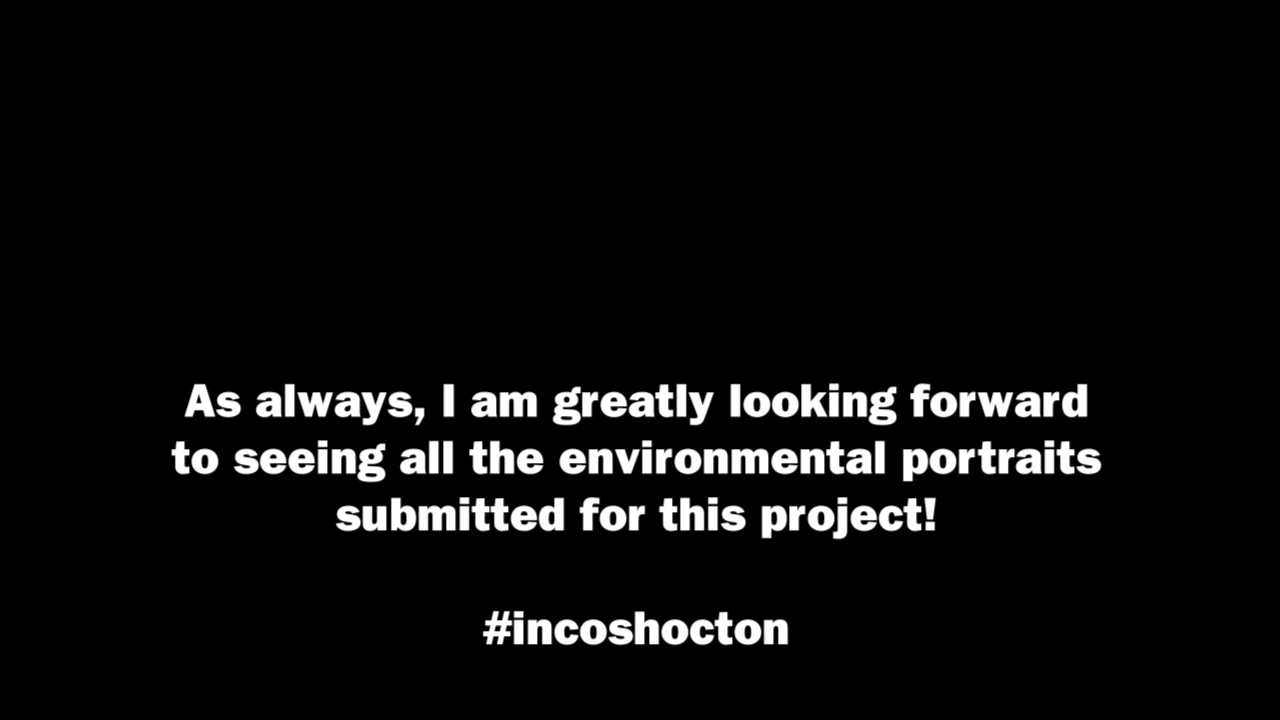 As always, I am greatly looking forward
to seeing all the environmental portraits
submitted for this project!
#incoshocton